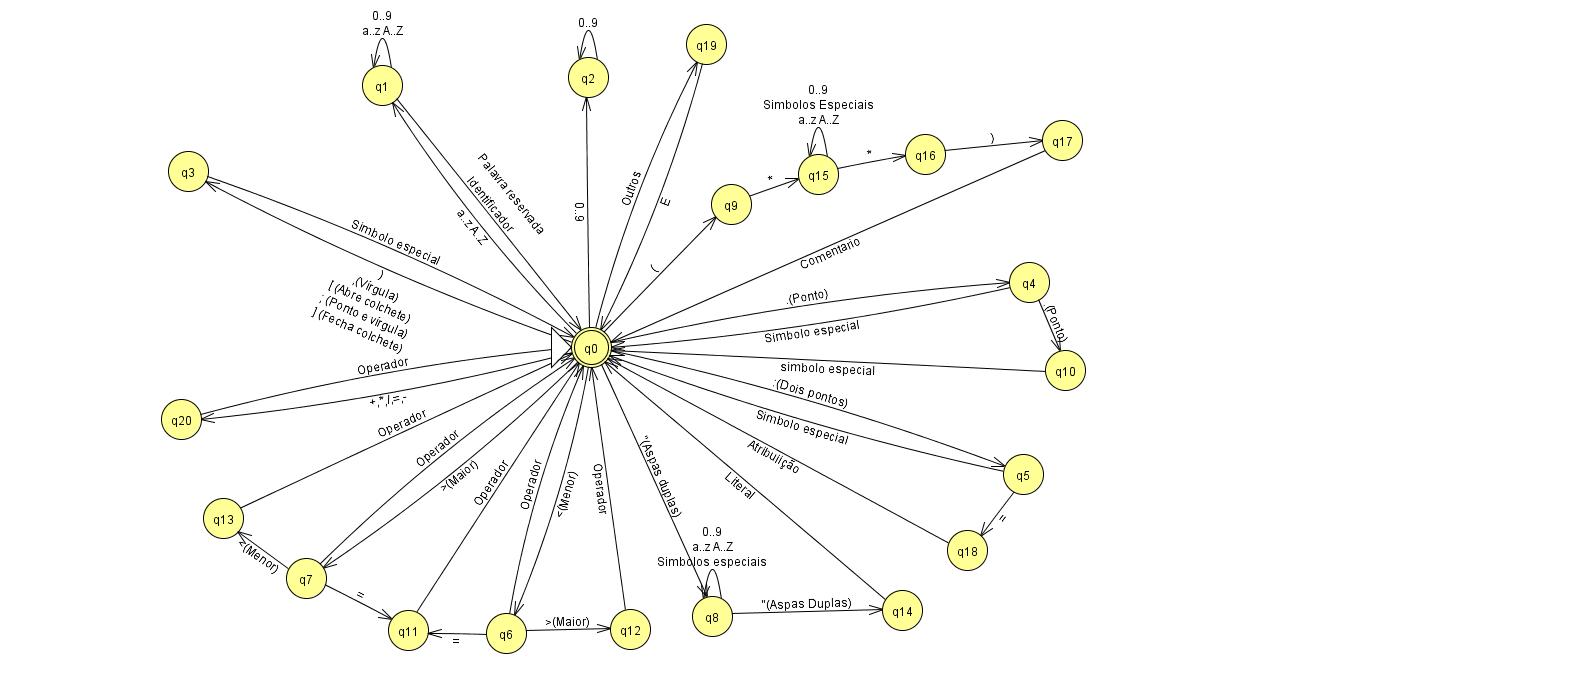 0..9
a..z A..Z
q1
0..9
q2
q19
0..9
Simbolos Especiais
a..z A..Z
q15
*
q16
)
q17
*
q9
q3
Palavra reservada
Identificador
a..z A..Z
0..9
Outros
E
(
Comentario
Simbolo especial
)
,(Virgula)
[ (Abre colchete)
; (Ponto e virgula)
] (Fecha colchete)
q0
.(Ponto)
Simbolo especial
q4
.(Ponto)
simbolo especial
q10
Operador
+,*,/,=,-
q20
:(Dois pontos)
Simbolo especial
q5
=
q18
Atribuiição
Operador
q13
Operador
>(Maior)
<(Menor)
q7
=
q11
Operador
=
q6
Operador
<(Menor)
>(Maior)
q12
Operador
"(Aspas duplas)
0..9
a..z A..Z
Simbolos especiais
q8
"(Aspas Duplas)
q14
Literal